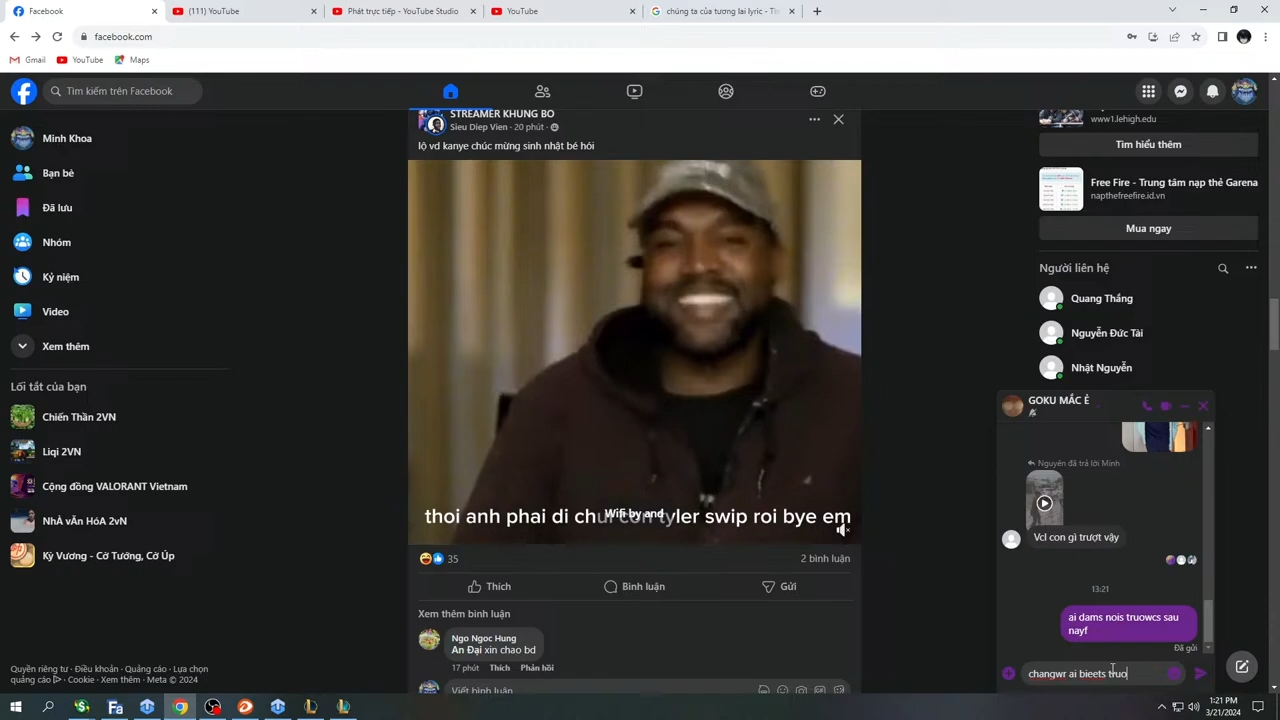 Facebook
(111) YouTube
Phát trực tiếp - YouTube Studio
YouTube
chúng ta của tương lai lyric - Tìm
facebook.com
Gmail
YouTube
Maps
Tìm kiếm trên Facebook
Minh Khoa
Bạn bè
Đã lưu
Nhóm
Kỷ niệm
Video
Xem thêm
Lối tắt của bạn
Chiến Thần 2VN
Liqi 2VN
Cộng đồng VALORANT Vietnam
NhÀ vẨn HóA 2N
Kỳ Vương - Cờ Tướng, Cờ Úp
Quyền riêng tư · Điều khoản · Quảng cáo · Lựa chọn
quảng cáo · Cookie · Xem thêm · Meta © 2024
STREAMER KHUNG BO
Sieu Diep Vien · 20 phút ·
lộ vd kanye chúc mừng sinh nhật bé hói
Wifi by and
thoi anh phai di chui con tyler swip roi bye em
35
2 bình luận
Thích
Bình luận
Gửi
Xem thêm bình luận
Ngo Ngoc Hung
An Đại xin chao bd
17 phút Thích Phản hồi
Viết bình luận
www1.lehigh.edu
Tìm hiểu thêm
Free Fire - Trung tâm nạp thẻ Garena
napthefreefire.id.vn
Mua ngay
Người liên hệ
Quang Thắng
Nguyễn Đức Tài
Nhật Nguyễn
GOKU MẮC Ẻ
Nguyên đã trả lời Minh
Vcl con gì trượt vậy
13:21
ai dams nois truowcs sau
nayf
Đã gửi
changwr ai bieets truo
1:21 PM
3/21/2024